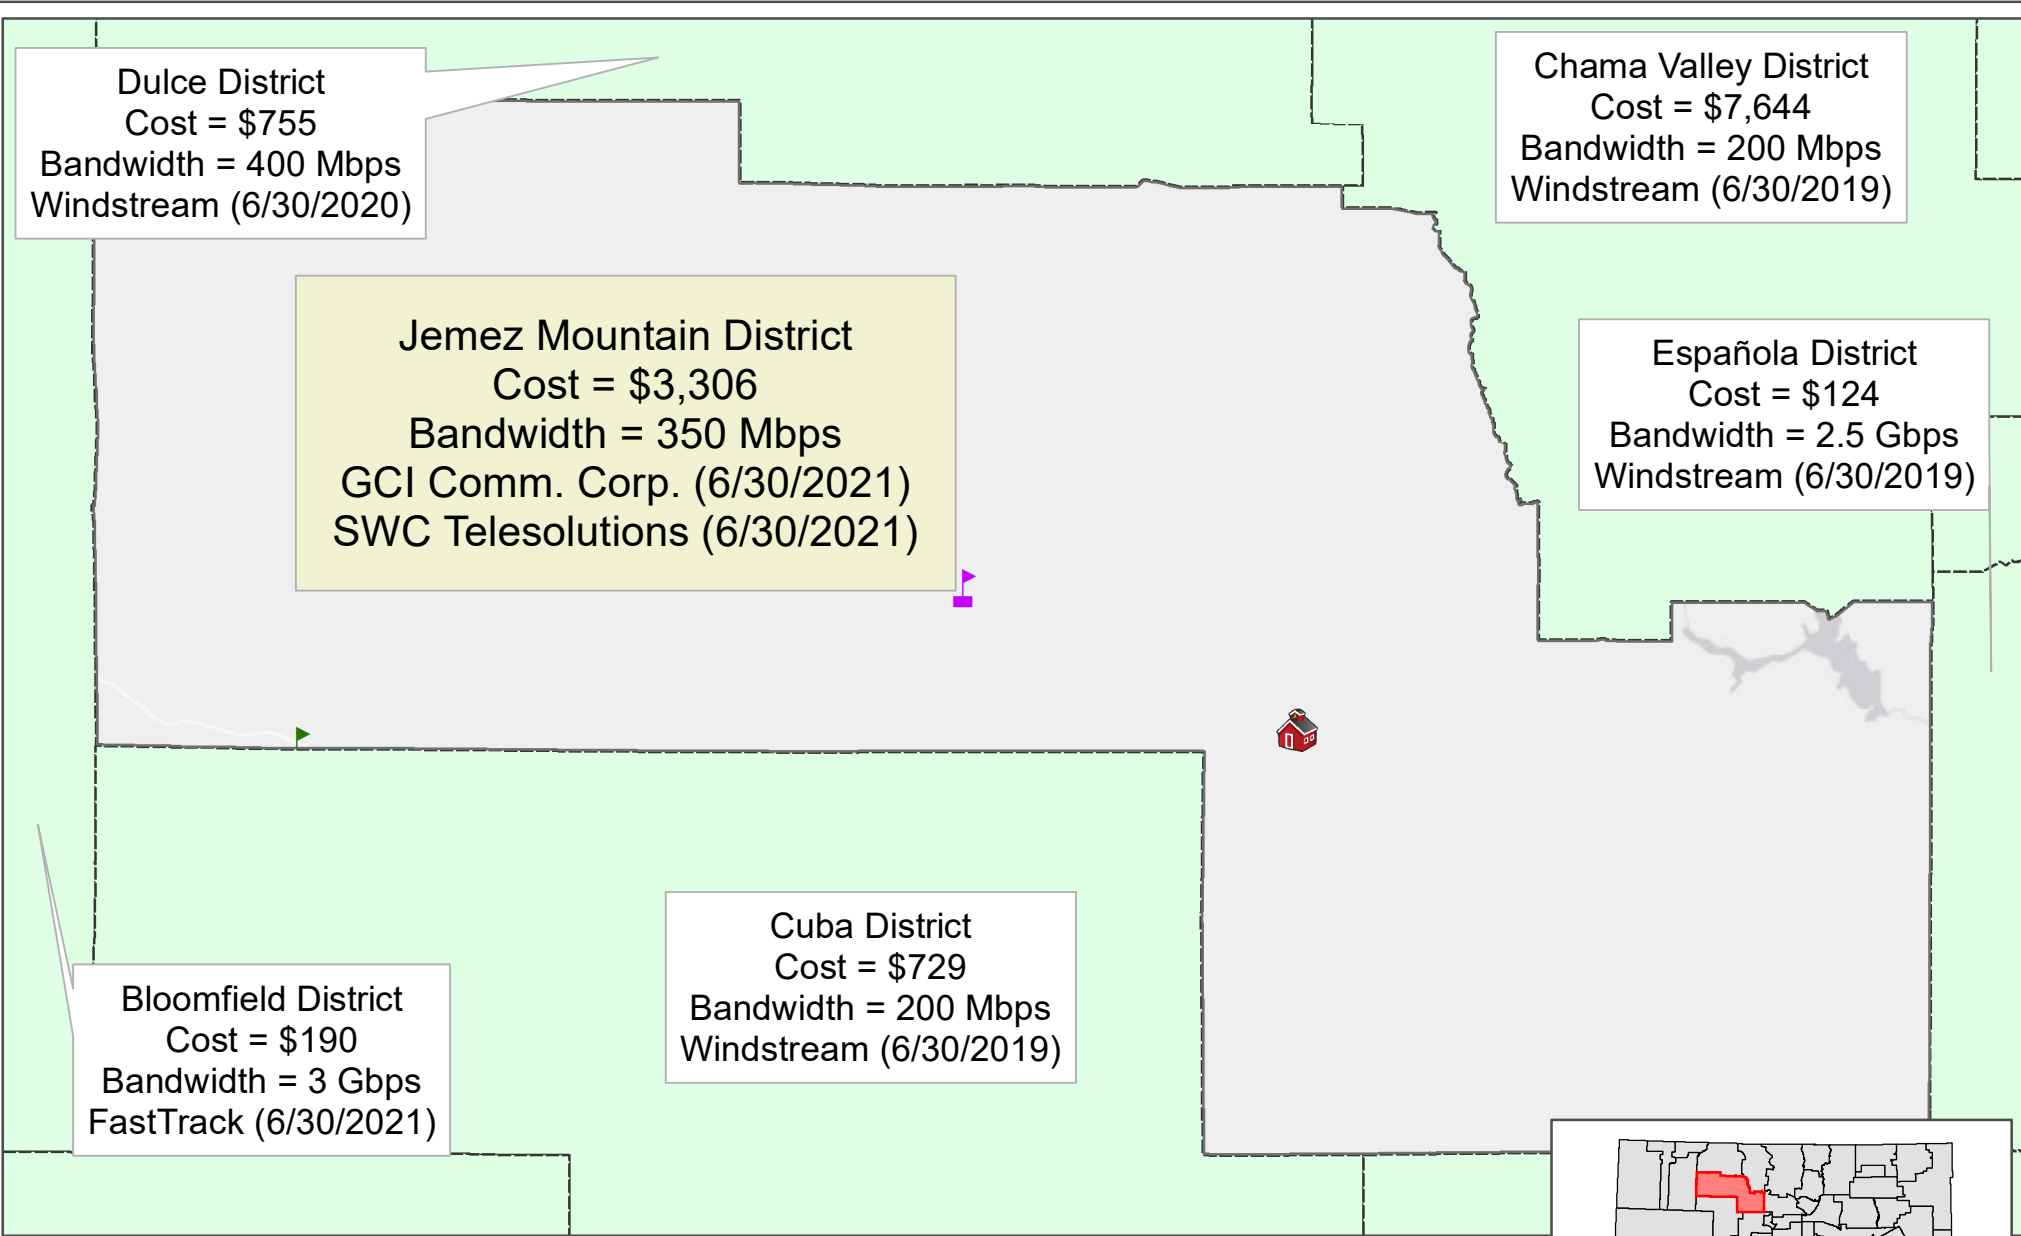 Dulce District
Cost = $755
Bandwidth = 400 Mbps
Windstream (6/30/2020)
Chama Valley District
Cost = $7,644
Bandwidth = 200 Mbps
Windstream (6/30/2019)
Jemez Mountain District
Cost = $3,306
Bandwidth = 350 Mbps
GCI Comm. Corp. (6/30/2021)
SWC Telesolutions (6/30/2021)
Española District
Cost = $124
Bandwidth = 2.5 Gbps
Windstream (6/30/2019)
Cuba District
Cost = $729
Bandwidth = 200 Mbps
Windstream (6/30/2019)
Bloomfield District
Cost = $190
Bandwidth = 3 Gbps
FastTrack (6/30/2021)